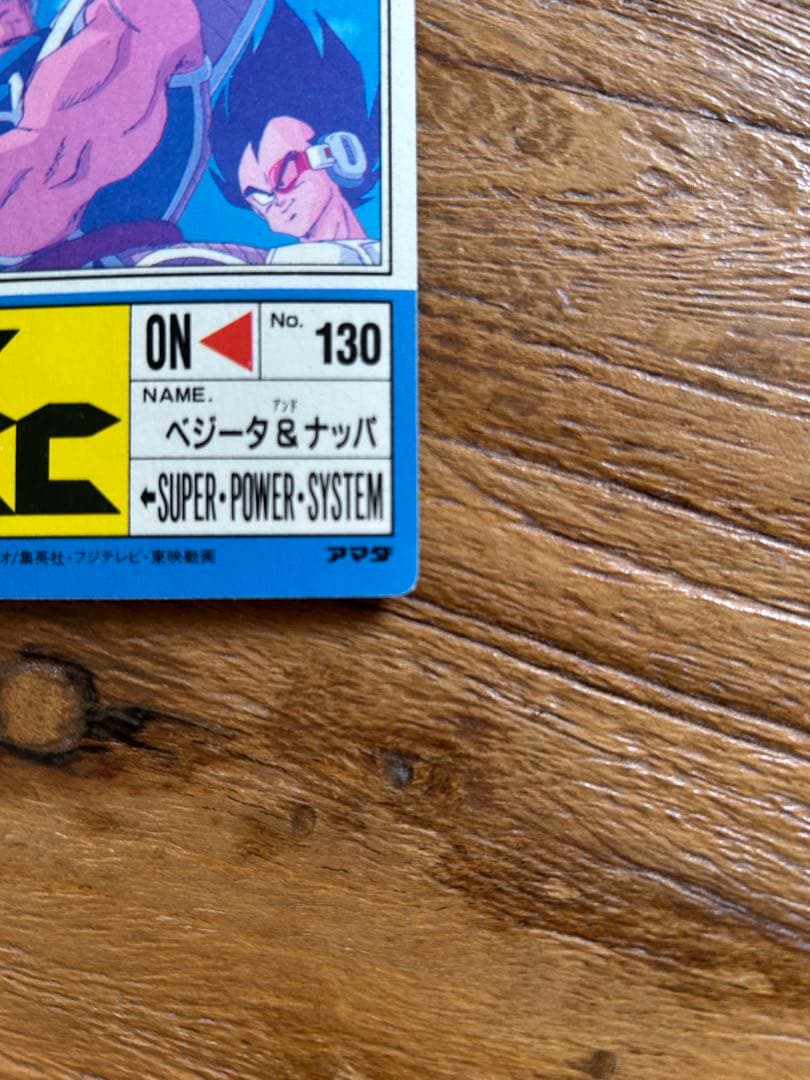 ON
No.
130
NAME.
アンド
ベジータ&ナッパ
SUPER・POWER・SYSTEM
オ/集英社・フジテレビ・東映動画
アマダ